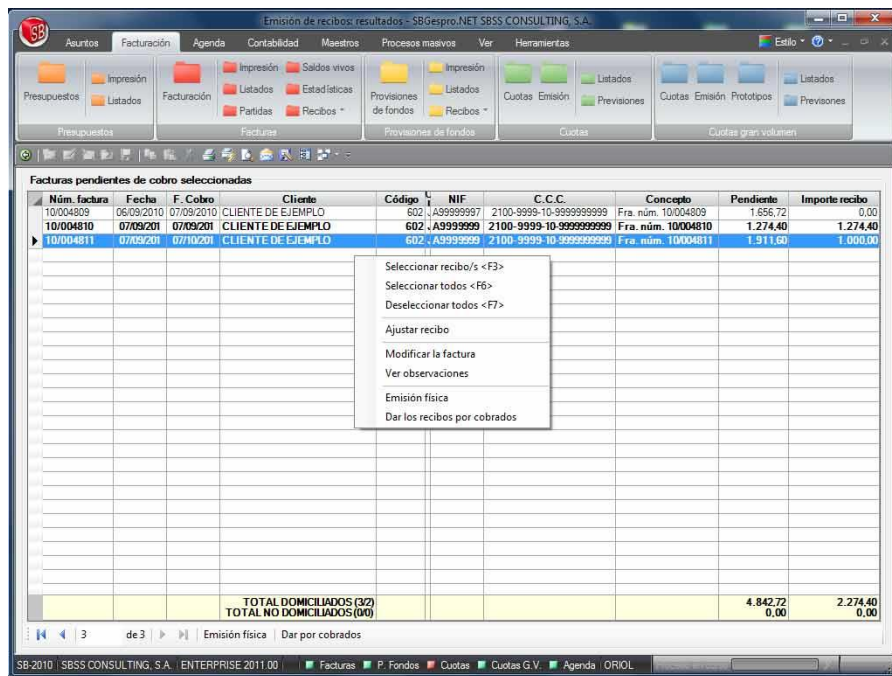 Emisión de recibos: resultados - SBGespro.NET SBSS CONSULTING, S.A.
SB
Asuntos Facturación Agenda Contabilidad Maestros Procesos masivos Ver Herramientas Estilo
Presupuestos Impresión Listados
Presupuestos
Facturación Impresión Listados Partidas Saldos vivos Estadísticas Recibos
Facturas
Provisiones de fondos Impresión Listados Recibos
Provisiones de fondos
Cuotas Emisión Listados Previsiones
Cuotas
Cuotas Emisión Prototipos Listados Previsones
Cuotas gran volumen
Facturas pendientes de cobro seleccionadas
Núm. factura Fecha F. Cobro Cliente Código NIF C.C.C. Concepto Pendiente Importe recibo
10/004809 06/09/2010 07/09/201 CLIENTE DE EJEMPLO 602 A99999997 2100-9999-10-9999999999 Fra. núm. 10/004809 1.656,72 0,00
10/004810 07/09/201 07/09/201 CLIENTE DE EJEMPLO 602 A9999999 2100-9999-10-9999999999 Fra. núm. 10/004810 1.274,40 1.274,40
10/004811 07/09/201 07/10/201 CLIENTE DE EJEMPLO 602 A9999999 2100-9999-10-9999999999 Fra. núm. 10/004811 1.911,60 1.000,00
Seleccionar recibo/s <F3>
Seleccionar todos <F6>
Deseleccionar todos <F7>
Ajustar recibo
Modificar la factura
Ver observaciones
Emisión física
Dar los recibos por cobrados
TOTAL DOMICILIADOS (3/2) 4.842,72 2.274,40
TOTAL NO DOMICILIADOS (0/0) 0,00 0,00
3 de 3 Emisión física Dar por cobrados
SB-2010 SBSS CONSULTING, S.A. ENTERPRISE 2011.00 Facturas P. Fondos Cuotas Cuotas G.V. Agenda ORIOL